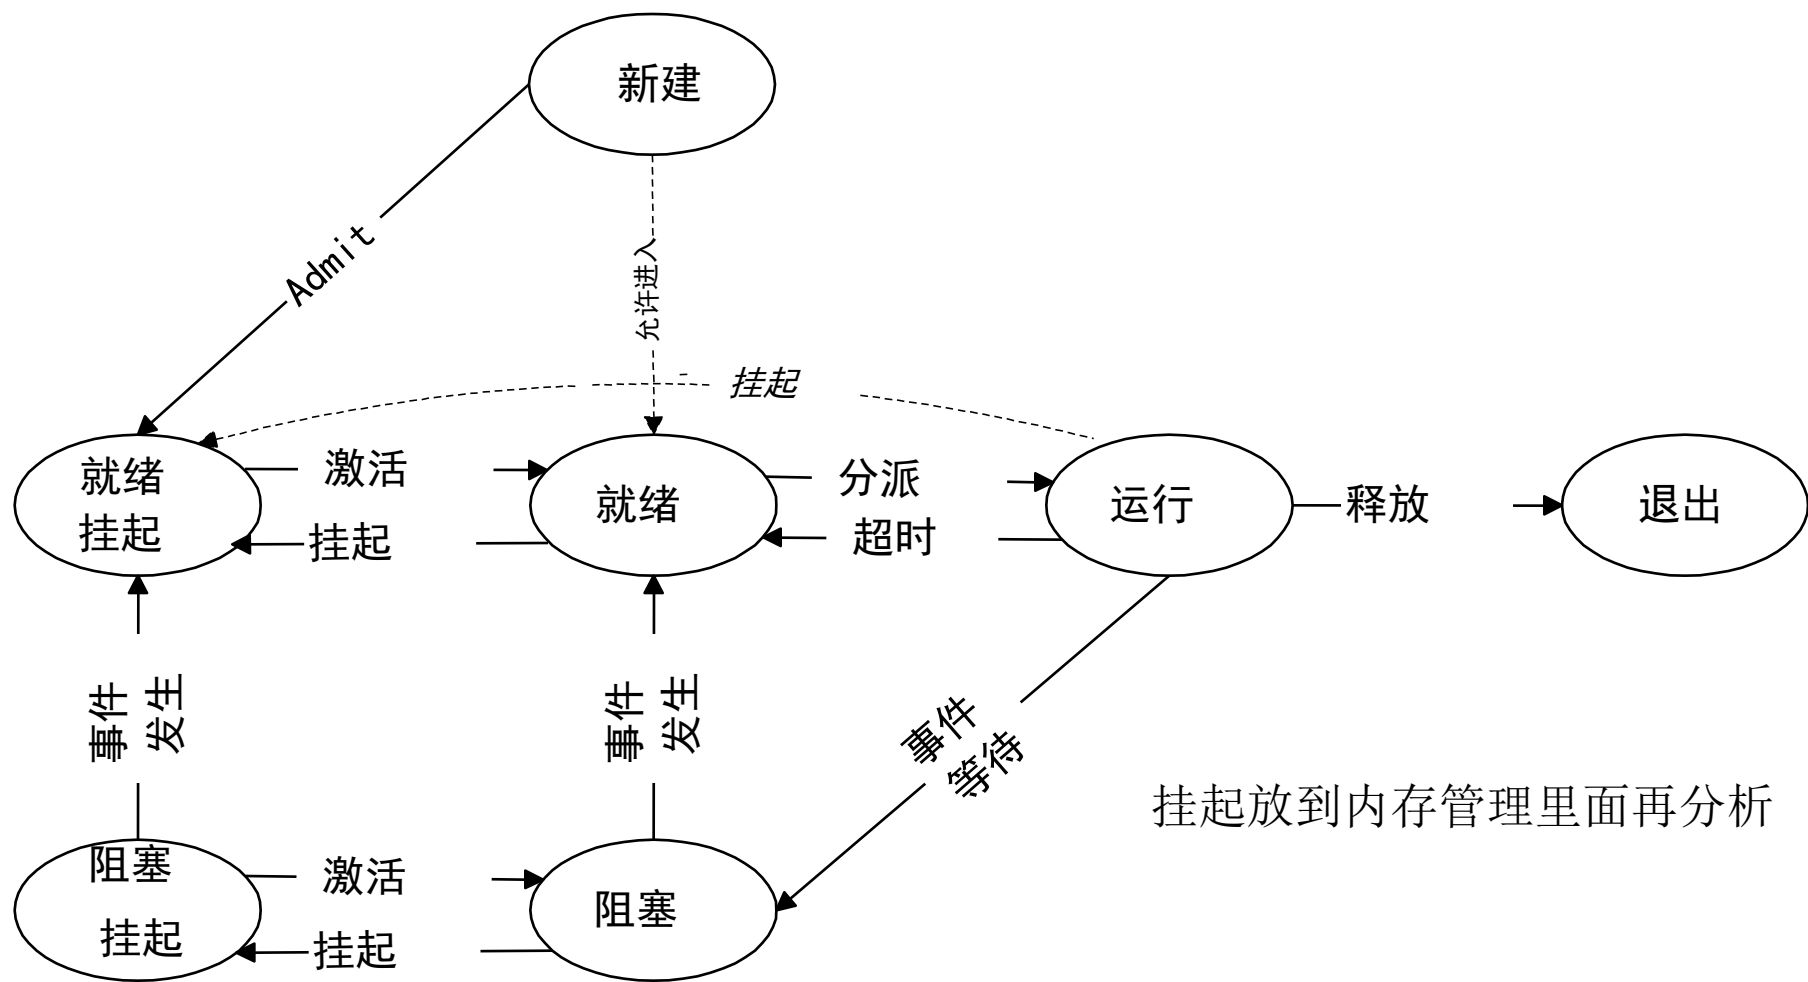 新建
Admit
允许进入
挂起
就绪
挂起
激活
挂起
就绪
分派
超时
运行
释放
退出
事件
发生
事件
发生
事件
等待
挂起放到内存管理里面再分析
阻塞
挂起
激活
挂起
阻塞